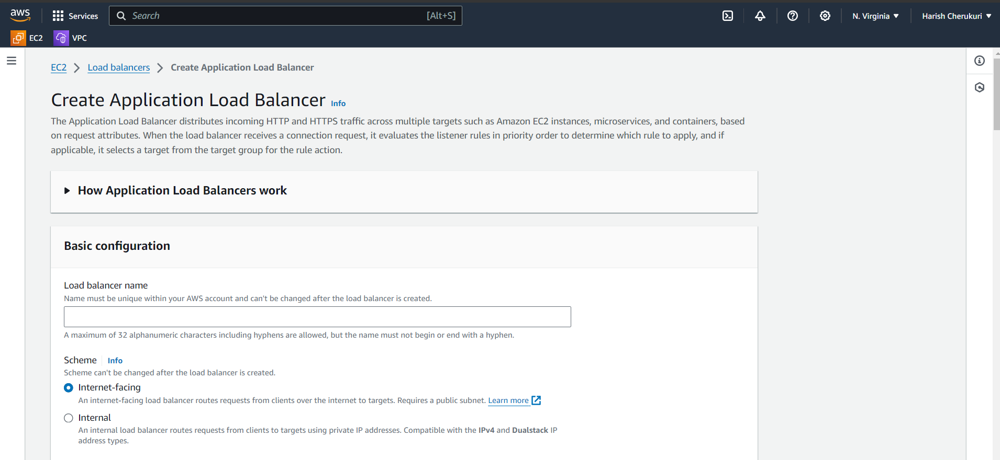 aws
Services
Search
[Alt+S]
N. Virginia
Harish Cherukuri
EC2
VPC
EC2
Load balancers
Create Application Load Balancer
Create Application Load Balancer Info
The Application Load Balancer distributes incoming HTTP and HTTPS traffic across multiple targets such as Amazon EC2 instances, microservices, and containers, based
on request attributes. When the load balancer receives a connection request, it evaluates the listener rules in priority order to determine which rule to apply, and if
applicable, it selects a target from the target group for the rule action.
How Application Load Balancers work
Basic configuration
Load balancer name
Name must be unique within your AWS account and can't be changed after the load balancer is created.
A maximum of 32 alphanumeric characters including hyphens are allowed, but the name must not begin or end with a hyphen.
Scheme Info
Scheme can't be changed after the load balancer is created.
Internet-facing
An internet-facing load balancer routes requests from clients over the internet to targets. Requires a public subnet. Learn more
Internal
An internal load balancer routes requests from clients to targets using private IP addresses. Compatible with the IPv4 and Dualstack IP
address types.